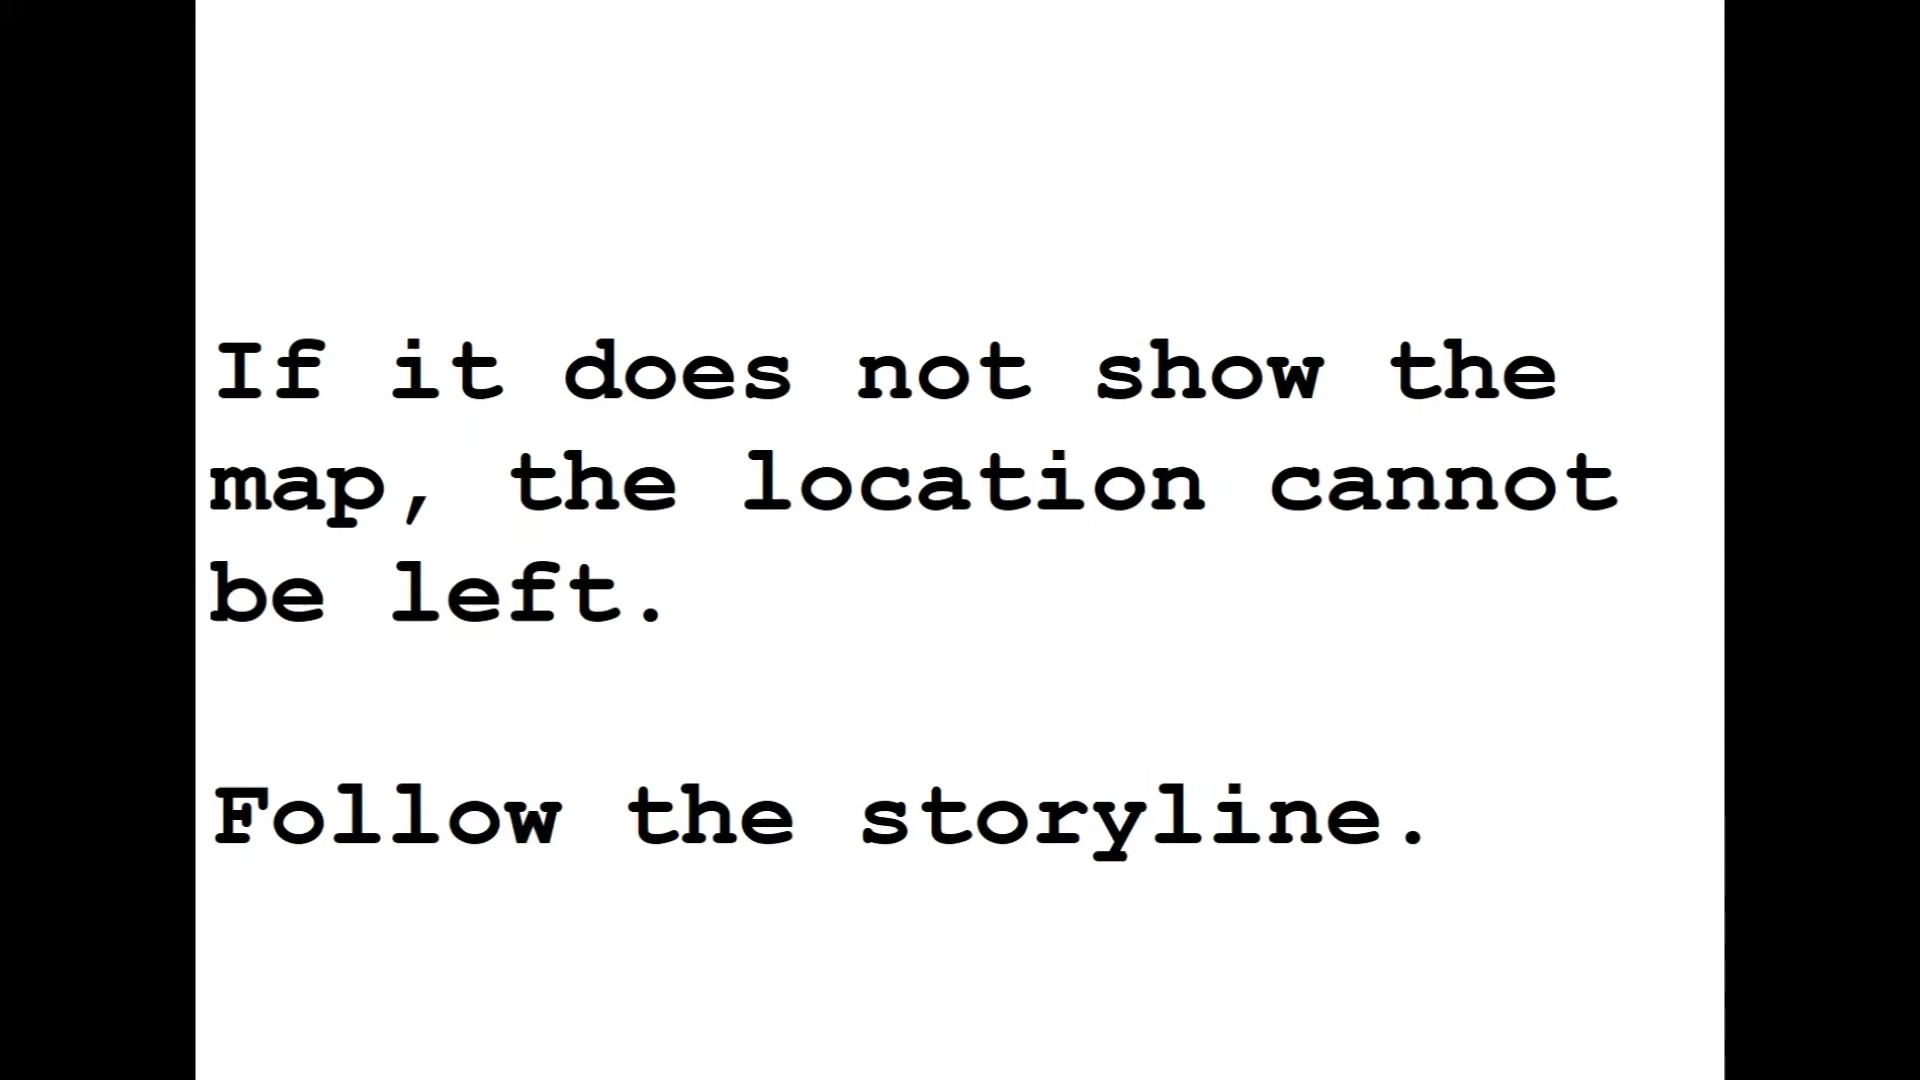 If it does not show the
map, the location cannot
be left.
Follow the storyline.